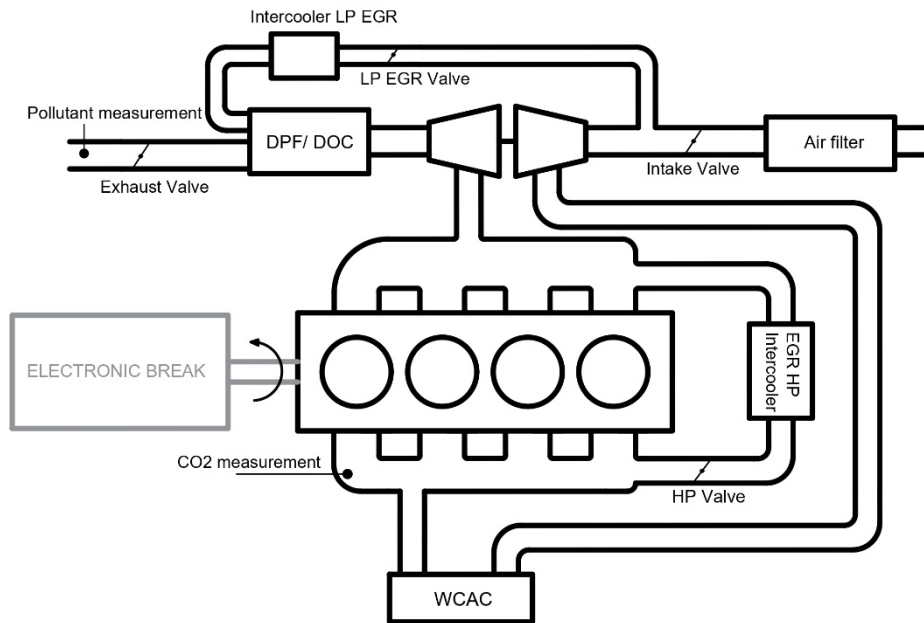 Intercooler LP EGR
LP EGR Valve
Pollutant measurement
DPF/ DOC
Air filter
Exhaust Valve
Intake Valve
ELECTRONIC BREAK
EGR HP
Intercooler
CO2 measurement
HP Valve
WCAC